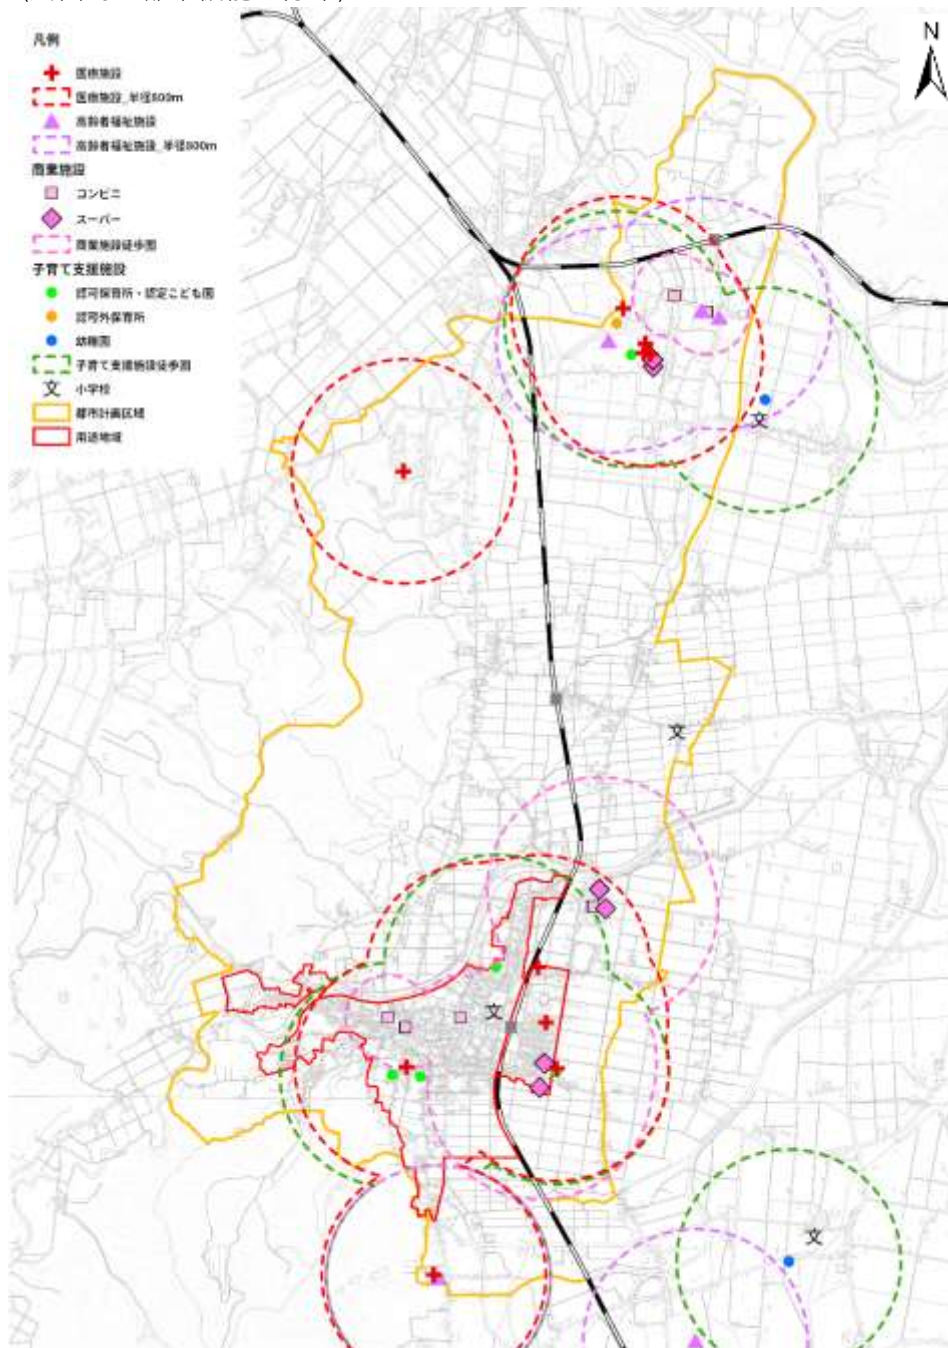 凡例
医療施設
医療施設_半径800m
高齢者福祉施設
高齢者福祉施設_半径800m
商業施設
コンビニ
スーパー
商業施設徒歩圏
子育て支援施設
認可保育所・認定こども園
認可外保育所
幼稚園
子育て支援施設徒歩圏
文 小学校
都市計画区域
用途地域
N
文
文
文
文